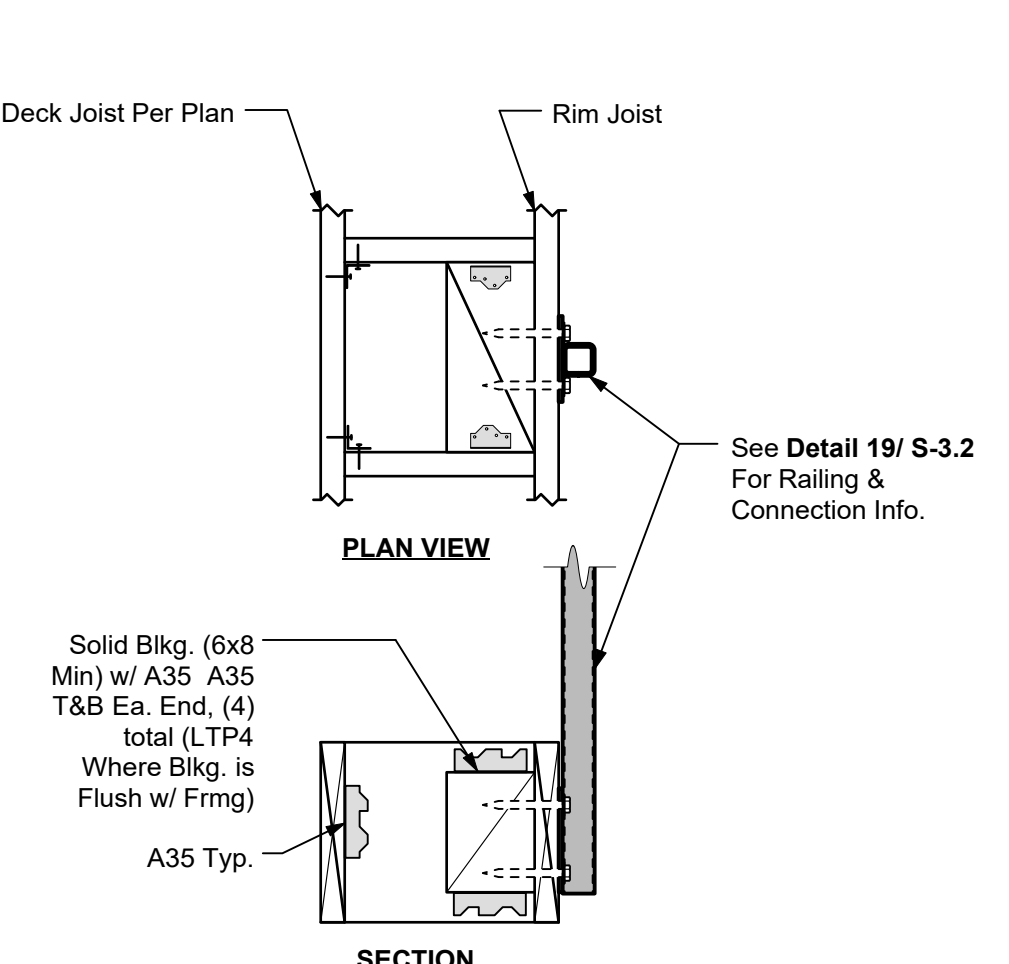 Deck Joist Per Plan
Rim Joist
See Detail 19/ S-3.2
For Railing &
Connection Info.
PLAN VIEW
Solid Blkg. (6x8
Min) w/ A35  A35
T&B Ea. End, (4)
total (LTP4
Where Blkg. is
Flush w/ Frmg)
A35 Typ.
SECTION